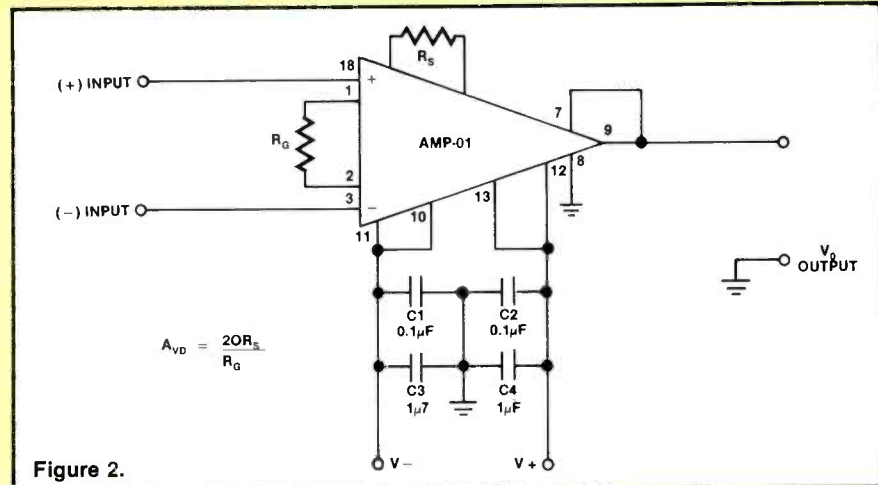 18
R_S
(+) INPUT
+
1
7
9
R_G
AMP-01
8
2
12
3
(−) INPUT
−
10
13
11
V_O
OUTPUT
C1
0.1μF
C2
0.1μF
A_VD = 2OR_S
R_G
C3
1μ7
C4
1μF
Figure 2.
V−
V+